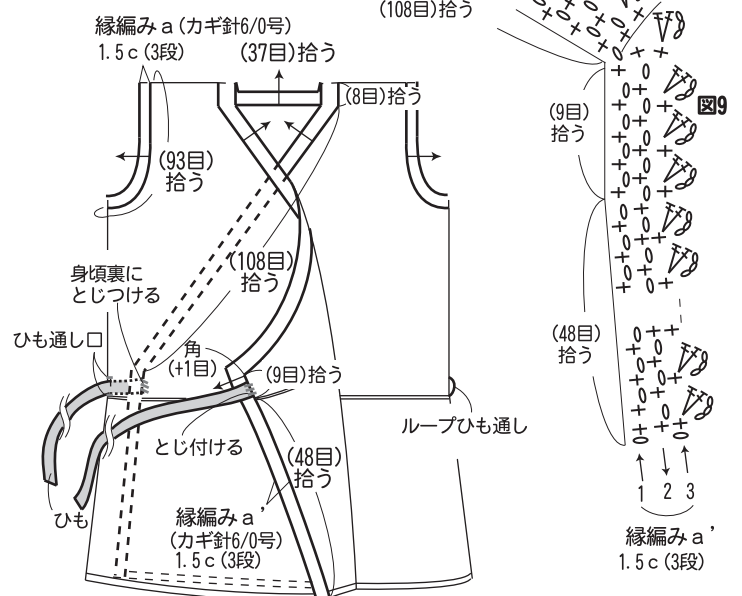 縁編みａ(カギ針6/0号)
1.5c(3段)
(37目)拾う
(8目)拾う
(93目)
拾う
(108目)
拾う
身頃裏に
とじつける
ひも通し口
角
(+1目)
(9目)拾う
ループひも通し
とじ付ける
(48目)
拾う
ひも
縁編みａ'
(カギ針6/0号)
1.5c(3段)
(108目)拾う
図9
(9目)
拾う
(48目)
拾う
1 2 3
縁編みａ'
1.5c(3段)